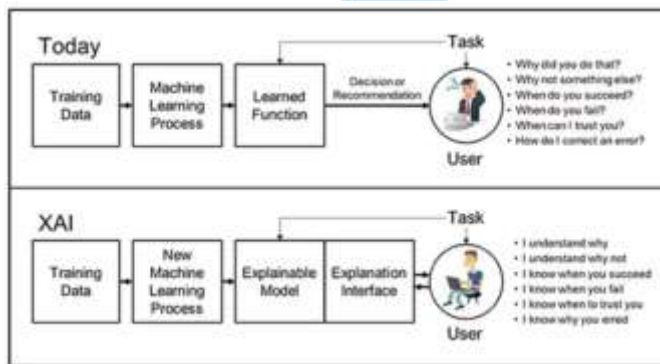 Today
Task
Training
Data
Machine
Learning
Process
Learned
Function
Decision or
Recommendation
User
• Why did you do that?
• Why not something else?
• When do you succeed?
• When do you fail?
• When can I trust you?
• How do I correct an error?
XAI
Task
Training
Data
New
Machine
Learning
Process
Explainable
Model
Explanation
Interface
User
• I understand why
• I understand why not
• I know when you succeed
• I know when you fail
• I know when to trust you
• I know why you erred